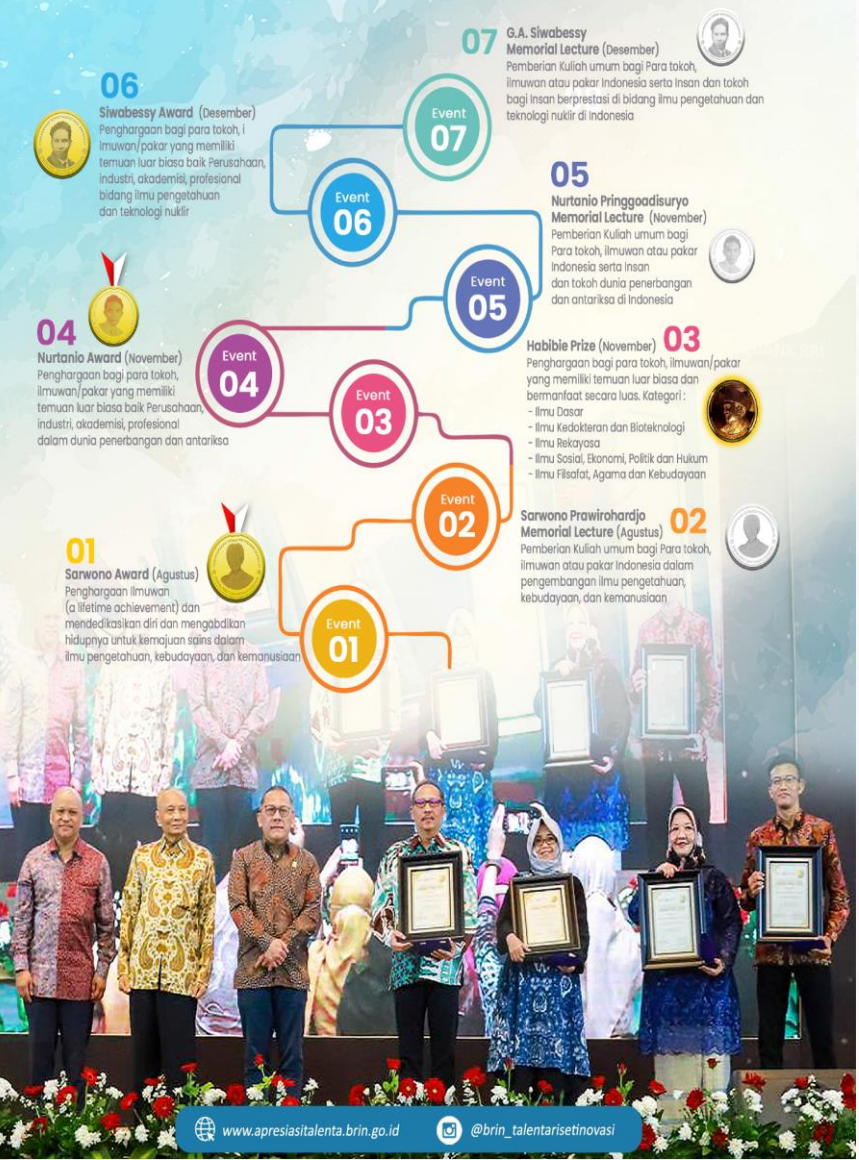 07
G.A. Siwabessy
Memorial Lecture (Desember)
Pemberian Kuliah umum bagi Para tokoh,
ilmuwan atau pakar Indonesia serta Insan dan tokoh
bagi Insan berprestasi di bidang ilmu pengetahuan dan
teknologi nuklir di Indonesia
Event
07
06
Siwabessy Award (Desember)
Penghargaan bagi para tokoh, i
lmuwan/pakar yang memiliki
temuan luar biasa baik Perusahaan,
industri, akademisi, profesional
bidang ilmu pengetahuan
dan teknologi nuklir
Event
06
05
Nurtanio Pringgoadisuryo
Memorial Lecture (November)
Pemberian Kuliah umum bagi
Para tokoh, ilmuwan atau pakar
Indonesia serta Insan
dan tokoh dunia penerbangan
dan antariksa di Indonesia
Event
05
04
Nurtanio Award (November)
Penghargaan bagi para tokoh,
ilmuwan/pakar yang memiliki
temuan luar biasa baik Perusahaan,
industri, akademisi, profesional
dalam dunia penerbangan dan antariksa
Event
04
Habibie Prize (November) 03
Penghargaan bagi para tokoh, ilmuwan/pakar
yang memiliki temuan luar biasa dan
bermanfaat secara luas. Kategori :
- Ilmu Dasar
- Ilmu Kedokteran dan Bioteknologi
- Ilmu Rekayasa
- Ilmu Sosial, Ekonomi, Politik dan Hukum
- Ilmu Filsafat, Agama dan Kebudayaan
Event
03
Sarwono Prawirohardjo 02
Memorial Lecture (Agustus)
Pemberian Kuliah umum bagi Para tokoh,
ilmuwan atau pakar Indonesia dalam
pengembangan ilmu pengetahuan,
kebudayaan, dan kemanusiaan
Event
02
01
Sarwono Award (Agustus)
Penghargaan Ilmuwan
(a lifetime achievement) dan
mendedikasikan diri dan mengabdikan
hidupnya untuk kemajuan sains dalam
ilmu pengetahuan, kebudayaan, dan kemanusiaan
Event
01
www.apresiasitalenta.brin.go.id
@brin_talentarisetinovasi